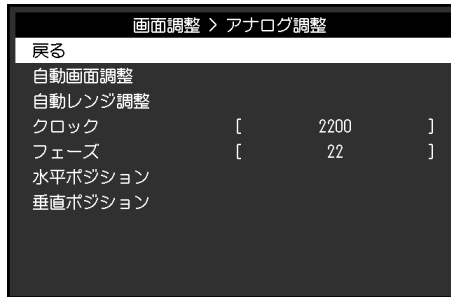 画面調整 > アナログ調整
戻る
自動画面調整
自動レンジ調整
クロック [ 2200 ]
フェーズ [ 22 ]
水平ポジション
垂直ポジション